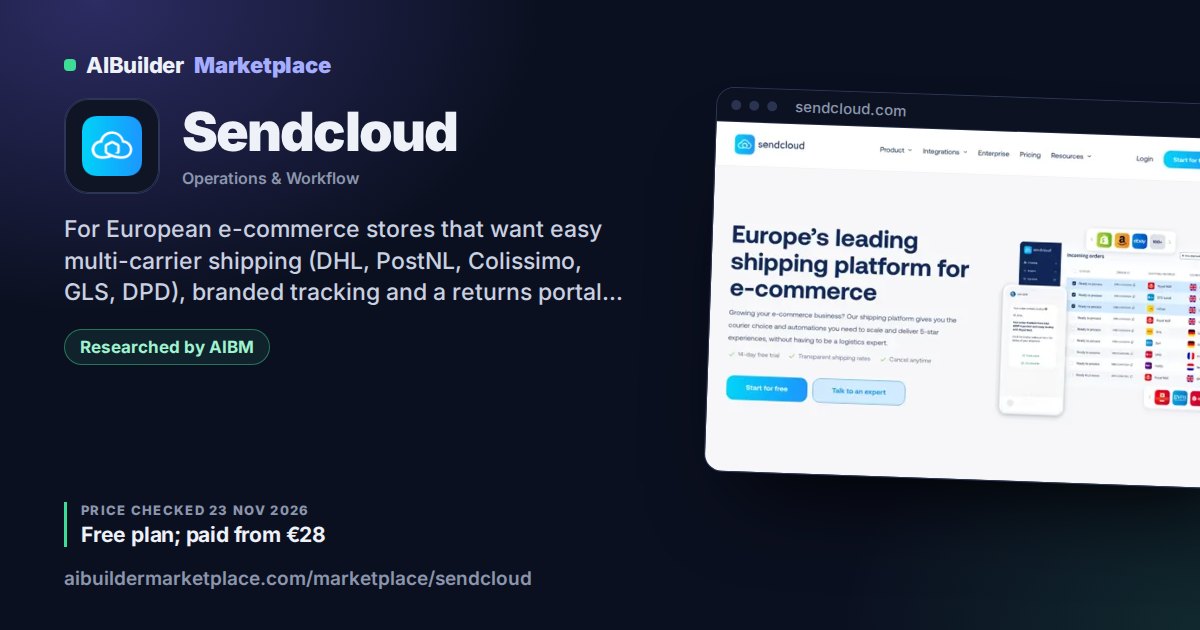 AIBuilder Marketplace
Sendcloud
Operations & Workflow
For European e-commerce stores that want easy
multi-carrier shipping (DHL, PostNL, Colissimo,
GLS, DPD), branded tracking and a returns portal...
Researched by AIBM
PRICE CHECKED 23 NOV 2026
Free plan; paid from €28
aibuildermarketplace.com/marketplace/sendcloud
sendcloud.com
sendcloud
Product
Integrations
Enterprise
Pricing
Resources
Login
Start for
Europe's leading
shipping platform for
e-commerce
Growing your e-commerce business? Our shipping platform gives you the
courier choice and automations you need to scale and deliver 5-star
experiences, without having to be a logistics expert.
14-day free trial
Transparent shipping rates
Cancel anytime
Start for free
Talk to an expert
Incoming orders